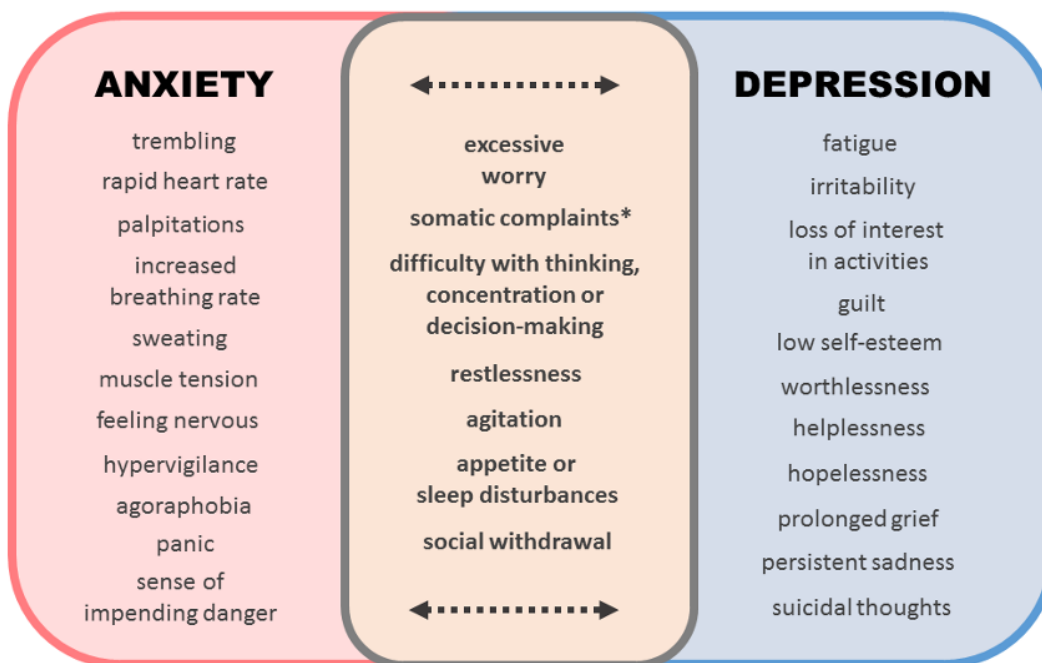 ANXIETY
trembling
rapid heart rate
palpitations
increased
breathing rate
sweating
muscle tension
feeling nervous
hypervigilance
agoraphobia
panic
sense of
impending danger
excessive
worry
somatic complaints*
difficulty with thinking,
concentration or
decision-making
restlessness
agitation
appetite or
sleep disturbances
social withdrawal
DEPRESSION
fatigue
irritability
loss of interest
in activities
guilt
low self-esteem
worthlessness
helplessness
hopelessness
prolonged grief
persistent sadness
suicidal thoughts